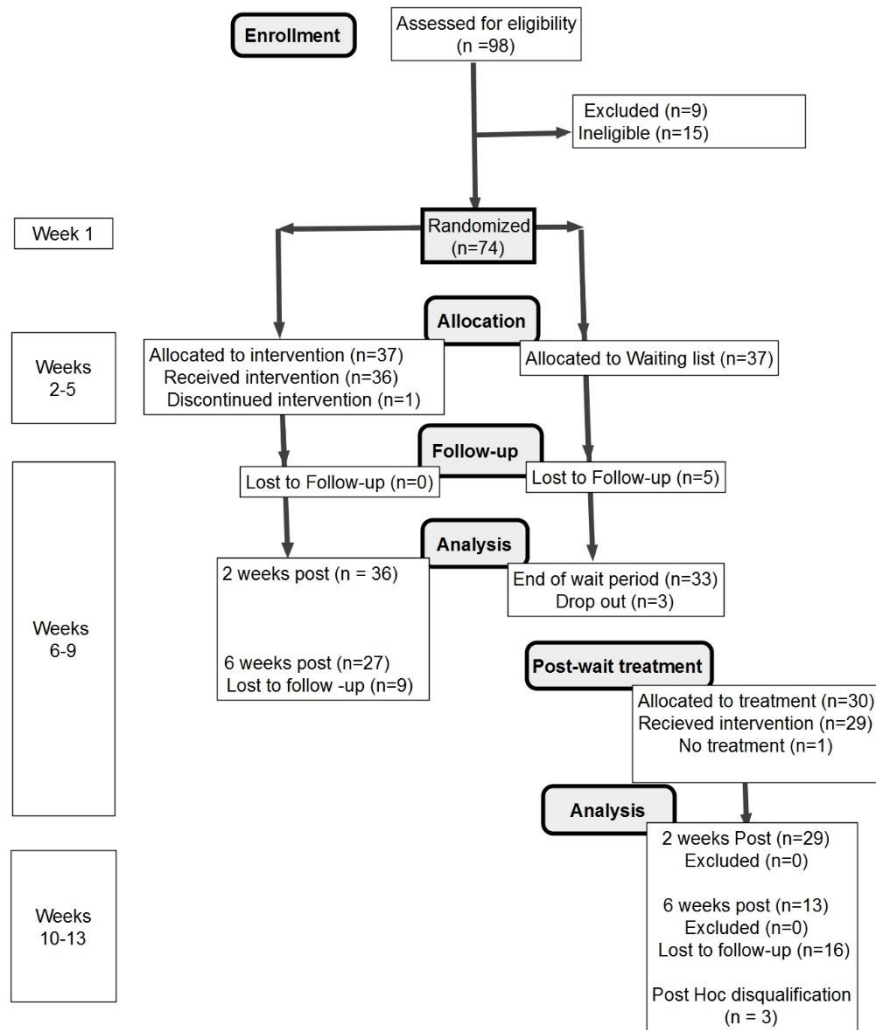 Enrollment
Assessed for eligibility
(n =98)
Excluded (n=9)
Ineligible (n=15)
Week 1
Randomized
(n=74)
Allocation
Weeks
2-5
Allocated to intervention (n=37)
Received intervention (n=36)
Discontinued intervention (n=1)
Allocated to Waiting list (n=37)
Follow-up
Lost to Follow-up (n=0)
Lost to Follow-up (n=5)
Analysis
Weeks
6-9
2 weeks post (n = 36)
6 weeks post (n=27)
Lost to follow -up (n=9)
End of wait period (n=33)
Drop out (n=3)
Post-wait treatment
Allocated to treatment (n=30)
Recieved intervention (n=29)
No treatment (n=1)
Analysis
Weeks
10-13
2 weeks Post (n=29)
Excluded (n=0)
6 weeks post (n=13)
Excluded (n=0)
Lost to follow-up (n=16)
Post Hoc disqualification
(n = 3)